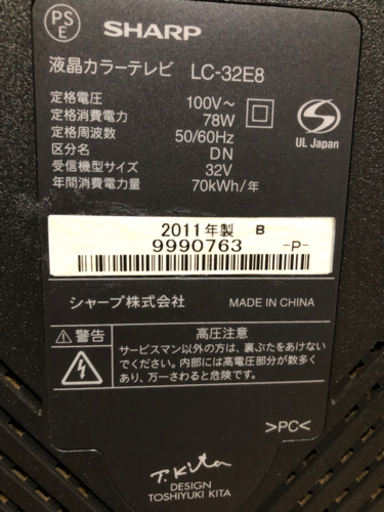 PS
E
SHARP
液晶カラーテレビ LC-32E8
定格電圧 100V～
定格消費電力 78W
定格周波数 50/60Hz
区分名 DN
受信機型サイズ 32V
年間消費電力量 70kWh/年
UL Japan
2011年製 B
9990763 -P-
シャープ株式会社 MADE IN CHINA
警告 高圧注意
サービスマン以外の方は、裏ぶたをあけない
でください。内部には高電圧部分が数多く
あり、万一さわると危険です。
>PC<
T.Kita
DESIGN
TOSHIYUKI KITA